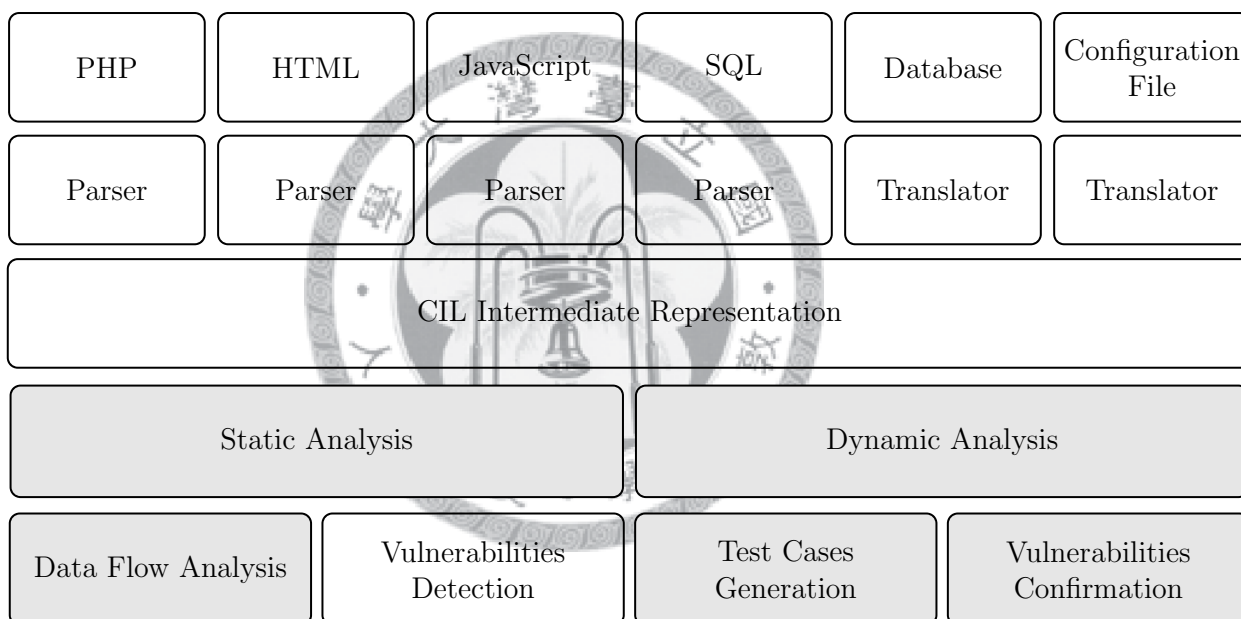 PHP
HTML
JavaScript
SQL
Database
Configuration
File
Parser
Parser
Parser
Parser
Translator
Translator
CIL Intermediate Representation
Static Analysis
Dynamic Analysis
Data Flow Analysis
Vulnerabilities
Detection
Test Cases
Generation
Vulnerabilities
Confirmation